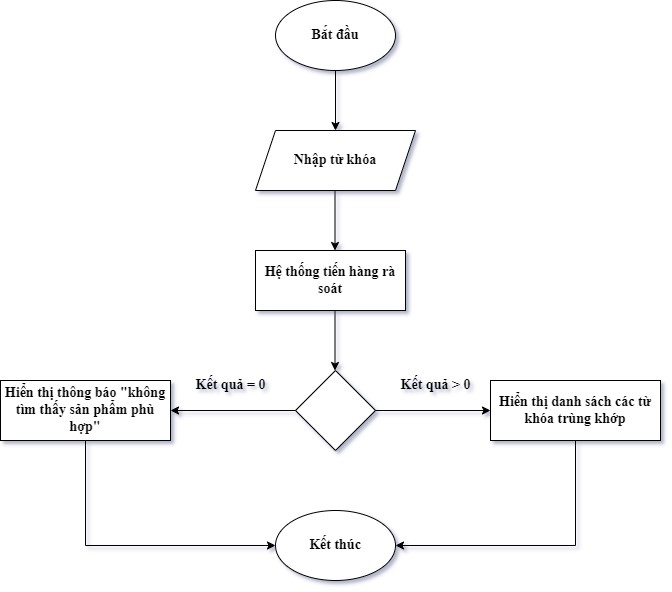 Bắt đầu
Nhập từ khóa
Hệ thống tiến hàng rà
soát
Kết quả = 0
Kết quả > 0
Hiển thị thông báo "không
tìm thấy sản phẩm phù
hợp"
Hiển thị danh sách các từ
khóa trùng khớp
Kết thúc